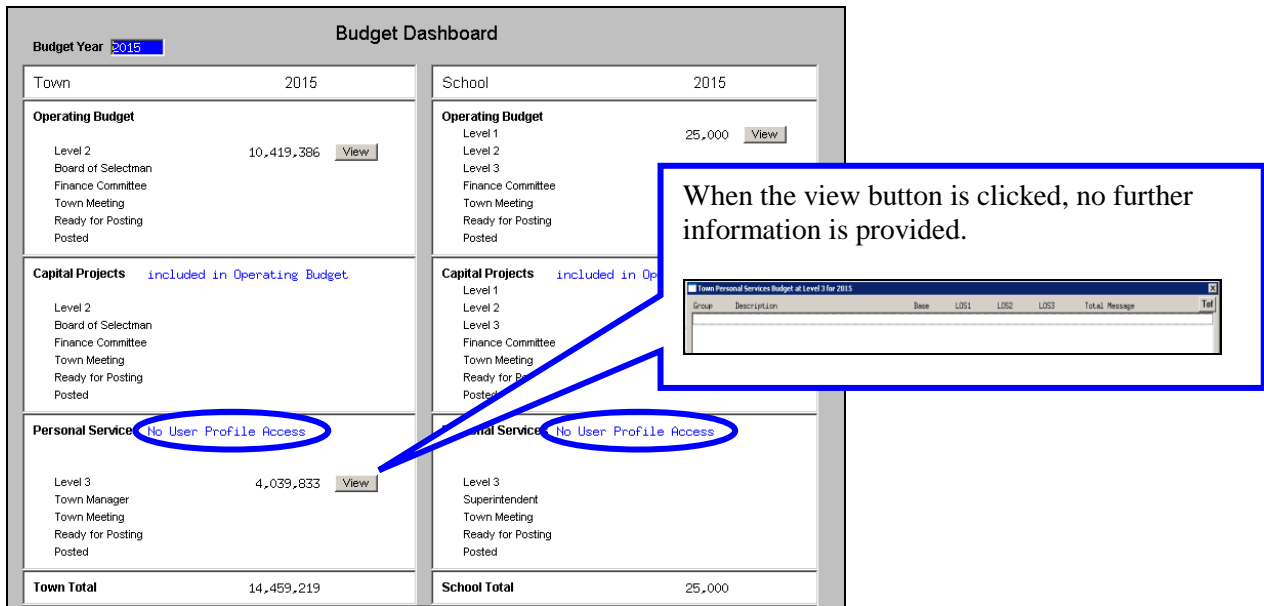 Budget Dashboard
Budget Year 2015
Town 2015
Operating Budget
Level 2 10,419,386 View
Board of Selectman
Finance Committee
Town Meeting
Ready for Posting
Posted
Capital Projects included in Operating Budget
Level 2
Board of Selectman
Finance Committee
Town Meeting
Ready for Posting
Posted
Personal Service No User Profile Access
Level 3 4,039,833 View
Town Manager
Town Meeting
Ready for Posting
Posted
Town Total 14,459,219
School 2015
Operating Budget
Level 1 25,000 View
Level 2
Level 3
Finance Committee
Town Meeting
Ready for Posting
Posted
Capital Projects included in Op
Level 1
Level 2
Level 3
Finance Committee
Town Meeting
Ready for Po
Posted
Personal Service No User Profile Access
Level 3
Superintendent
Town Meeting
Ready for Posting
Posted
School Total 25,000
When the view button is clicked, no further
information is provided.
Town Personal Services Budget at Level 3 for 2015
Group Description Base LOS1 LOS2 LOS3 Total Message Tof